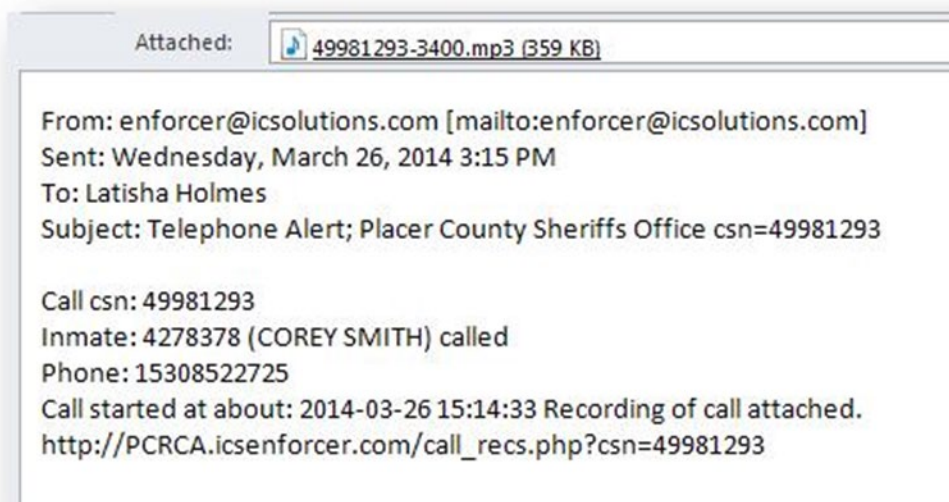 Attached: 49981293-3400.mp3 (359 KB)
From: enforcer@icsolutions.com [mailto:enforcer@icsolutions.com]
Sent: Wednesday, March 26, 2014 3:15 PM
To: Latisha Holmes
Subject: Telephone Alert; Placer County Sheriffs Office csn=49981293
Call csn: 49981293
Inmate: 4278378 (COREY SMITH) called
Phone: 15308522725
Call started at about: 2014-03-26 15:14:33 Recording of call attached.
http://PCRCA.icsenforcer.com/call_recs.php?csn=49981293